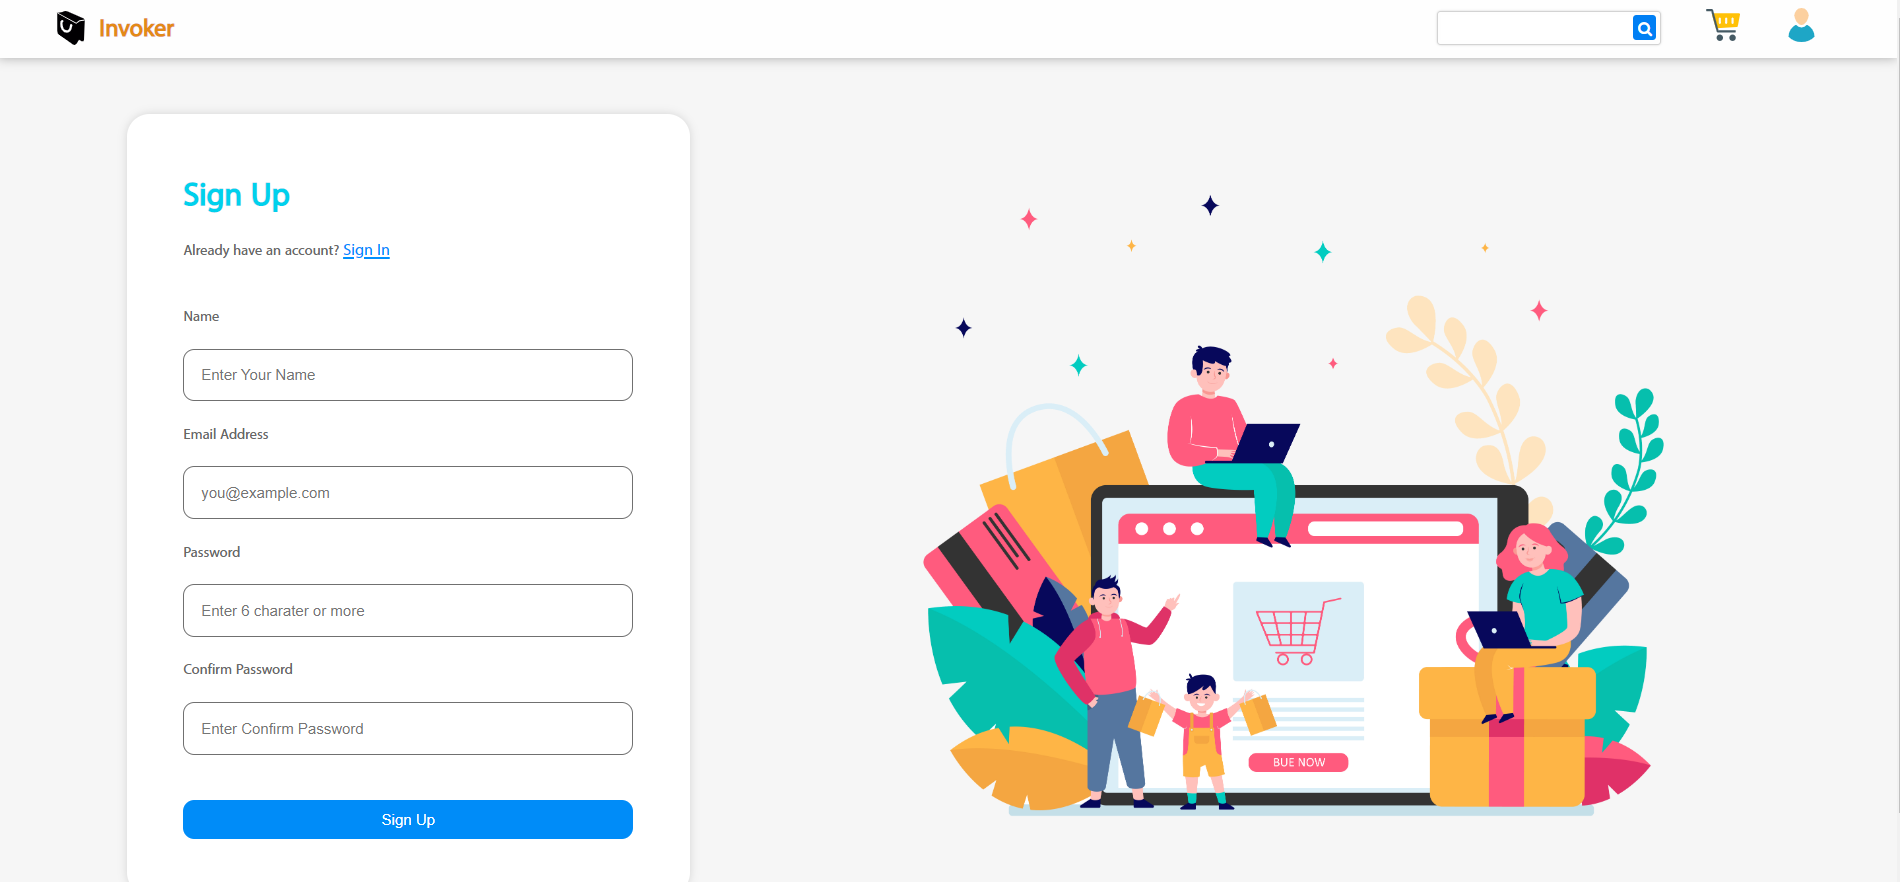 Invoker
Sign Up
Already have an account? Sign In
Name
Enter Your Name
Email Address
you@example.com
Password
Enter 6 charater or more
Confirm Password
Enter Confirm Password
Sign Up
BUE NOW